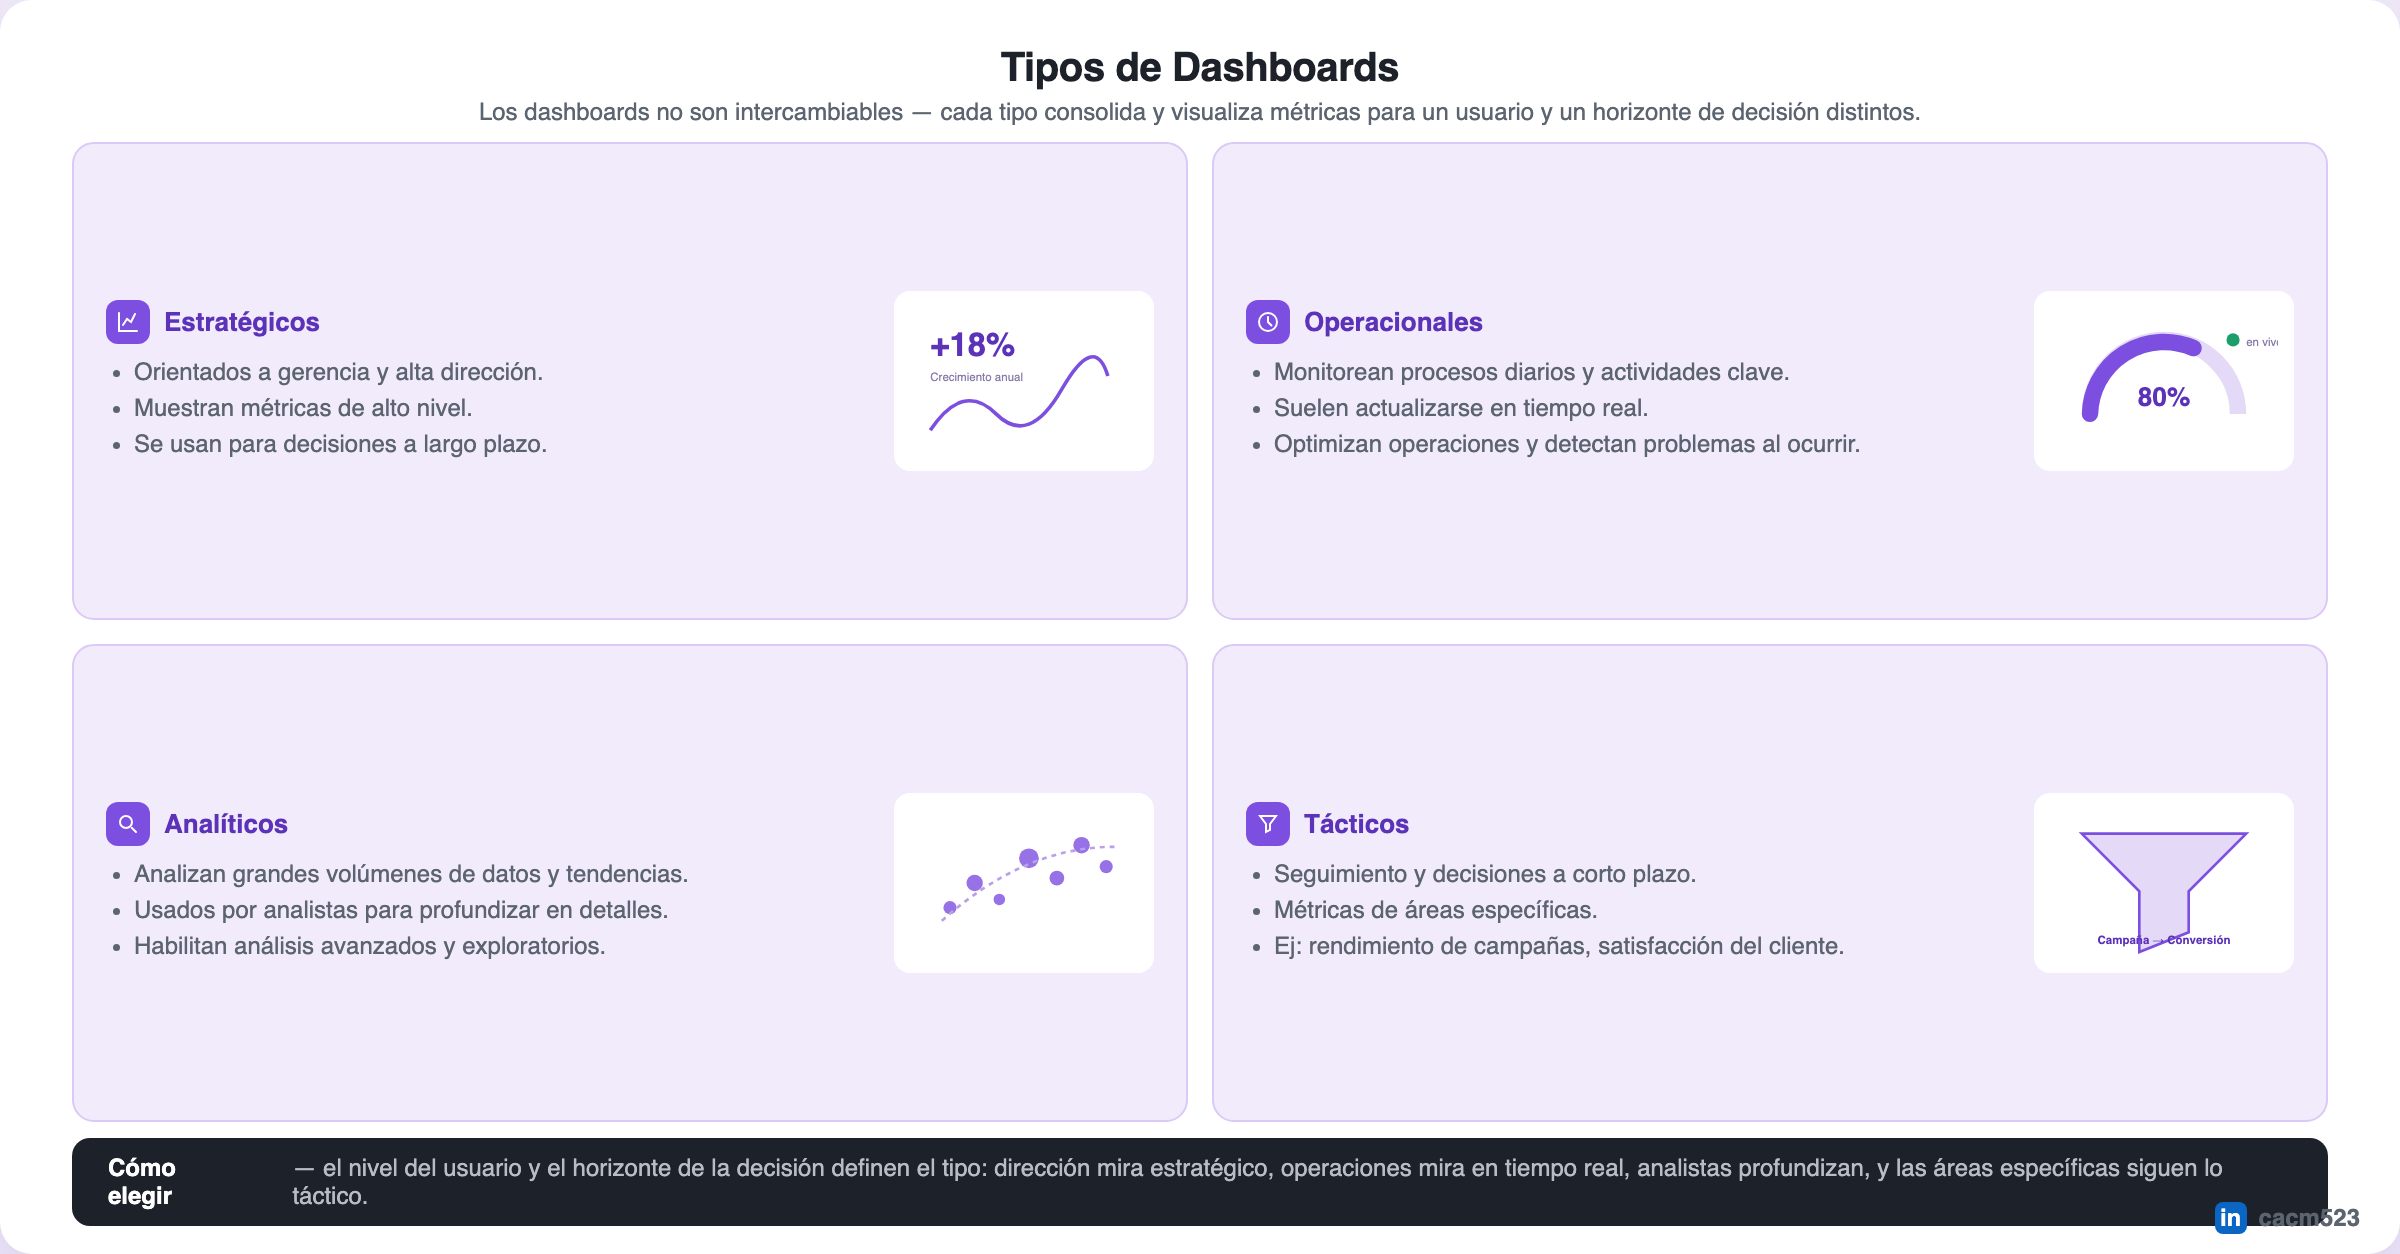 Tipos de Dashboards
Los dashboards no son intercambiables — cada tipo consolida y visualiza métricas para un usuario y un horizonte de decisión distintos.
Estratégicos
• Orientados a gerencia y alta dirección.
• Muestran métricas de alto nivel.
• Se usan para decisiones a largo plazo.
+18%
Crecimiento anual
Operacionales
• Monitorean procesos diarios y actividades clave.
• Suelen actualizarse en tiempo real.
• Optimizan operaciones y detectan problemas al ocurrir.
en vivo
80%
Analíticos
• Analizan grandes volúmenes de datos y tendencias.
• Usados por analistas para profundizar en detalles.
• Habilitan análisis avanzados y exploratorios.
Tácticos
• Seguimiento y decisiones a corto plazo.
• Métricas de áreas específicas.
• Ej: rendimiento de campañas, satisfacción del cliente.
Campaña → Conversión
Cómo
elegir
— el nivel del usuario y el horizonte de la decisión definen el tipo: dirección mira estratégico, operaciones mira en tiempo real, analistas profundizan, y las áreas específicas siguen lo
táctico.
in cacm523